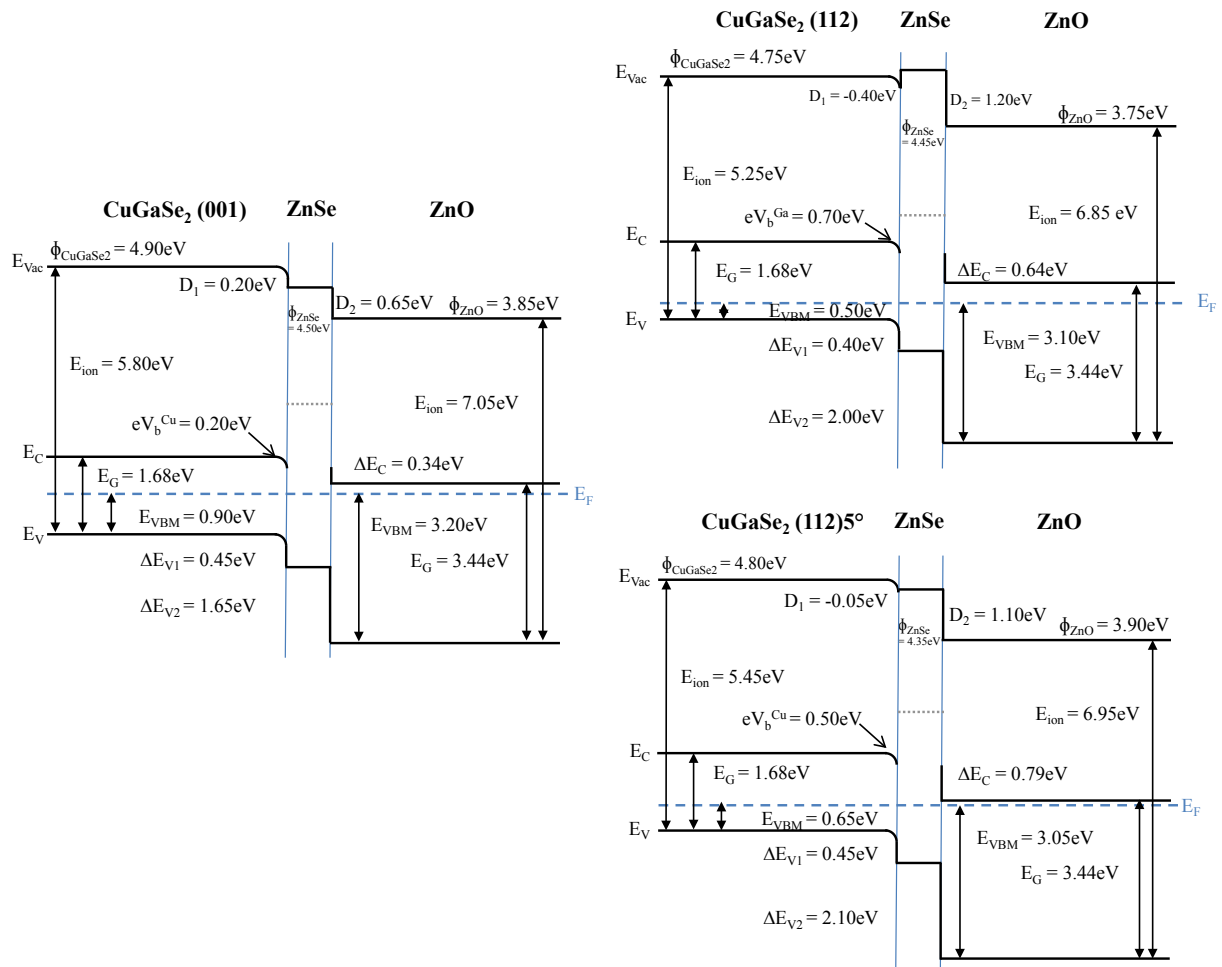 CuGaSe2 (001) ZnSe ZnO
ϕCuGaSe2 = 4.90eV
EVac
D1 = 0.20eV
D2 = 0.65eV
ϕZnO = 3.85eV
ϕZnSe
= 4.50eV
Eion = 5.80eV
Eion = 7.05eV
eVbCu = 0.20eV
EC
ΔEC = 0.34eV
EG = 1.68eV
EF
EVBM = 0.90eV
EVBM = 3.20eV
EV
ΔEV1 = 0.45eV
EG = 3.44eV
ΔEV2 = 1.65eV
CuGaSe2 (112) ZnSe ZnO
ϕCuGaSe2 = 4.75eV
EVac
D1 = -0.40eV
D2 = 1.20eV
ϕZnO = 3.75eV
ϕZnSe
= 4.45eV
Eion = 5.25eV
Eion = 6.85 eV
eVbGa = 0.70eV
EC
EG = 1.68eV
ΔEC = 0.64eV
EF
EVBM = 0.50eV
EV
EVBM = 3.10eV
ΔEV1 = 0.40eV
EG = 3.44eV
ΔEV2 = 2.00eV
CuGaSe2 (112)5° ZnSe ZnO
ϕCuGaSe2 = 4.80eV
EVac
D1 = -0.05eV
D2 = 1.10eV
ϕZnO = 3.90eV
ϕZnSe
= 4.35eV
Eion = 5.45eV
Eion = 6.95eV
eVbCu = 0.50eV
EC
EG = 1.68eV
ΔEC = 0.79eV
EF
EVBM = 0.65eV
EV
EVBM = 3.05eV
ΔEV1 = 0.45eV
EG = 3.44eV
ΔEV2 = 2.10eV